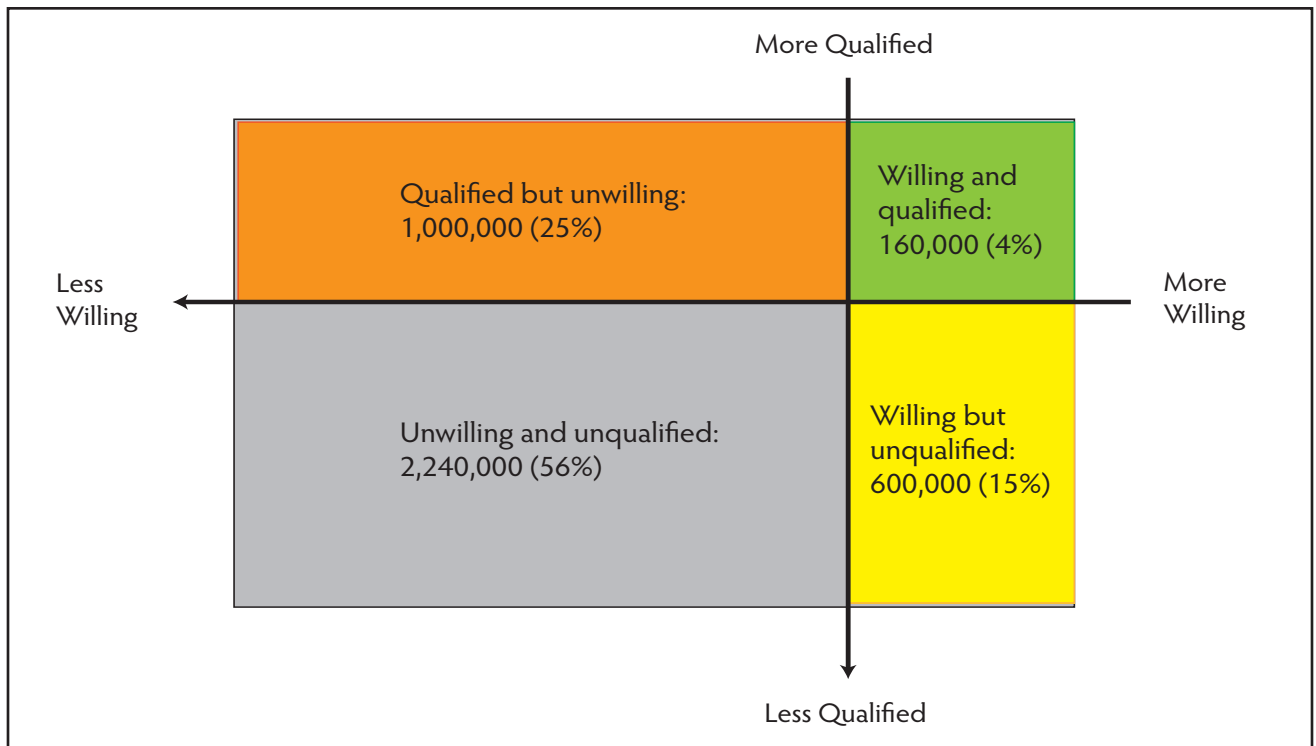 More Qualified
Qualified but unwilling:
1,000,000 (25%)
Willing and
qualified:
160,000 (4%)
Less
Willing
More
Willing
Unwilling and unqualified:
2,240,000 (56%)
Willing but
unqualified:
600,000 (15%)
Less Qualified